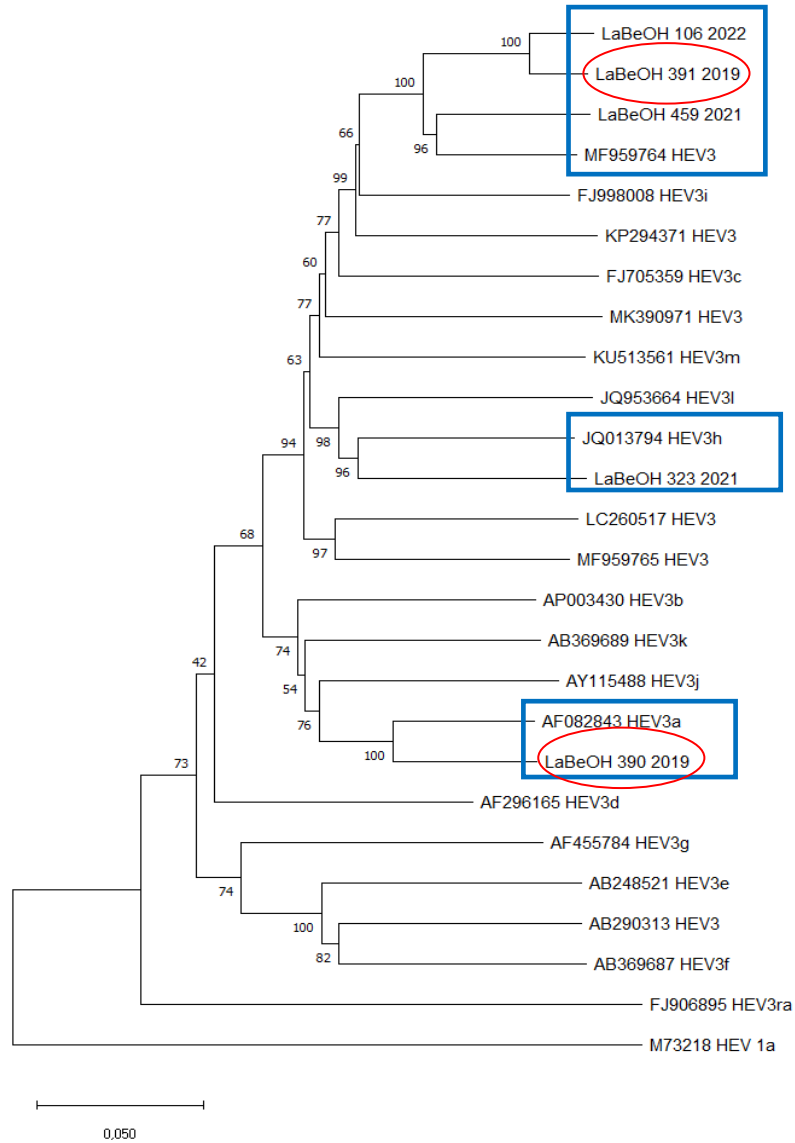 LaBeOH 106 2022
100
LaBeOH 391 2019
100
LaBeOH 459 2021
66
96
MF959764 HEV3
99
FJ998008 HEV3i
77
KP294371 HEV3
60
FJ705359 HEV3c
77
MK390971 HEV3
63
KU513561 HEV3m
JQ953664 HEV3l
94
98
JQ013794 HEV3h
96
LaBeOH 323 2021
68
LC260517 HEV3
97
MF959765 HEV3
AP003430 HEV3b
74
AB369689 HEV3k
42
54
AY115488 HEV3j
76
AF082843 HEV3a
100
LaBeOH 390 2019
73
AF296165 HEV3d
AF455784 HEV3g
74
AB248521 HEV3e
100
AB290313 HEV3
82
AB369687 HEV3f
FJ906895 HEV3ra
M73218 HEV 1a
0,050